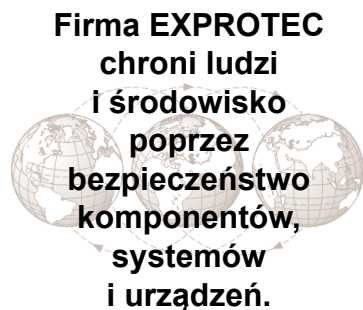 Firma EXPROTEC
chroni ludzi
i środowisko
poprzez
bezpieczeństwo
komponentów,
systemów
i urządzeń.